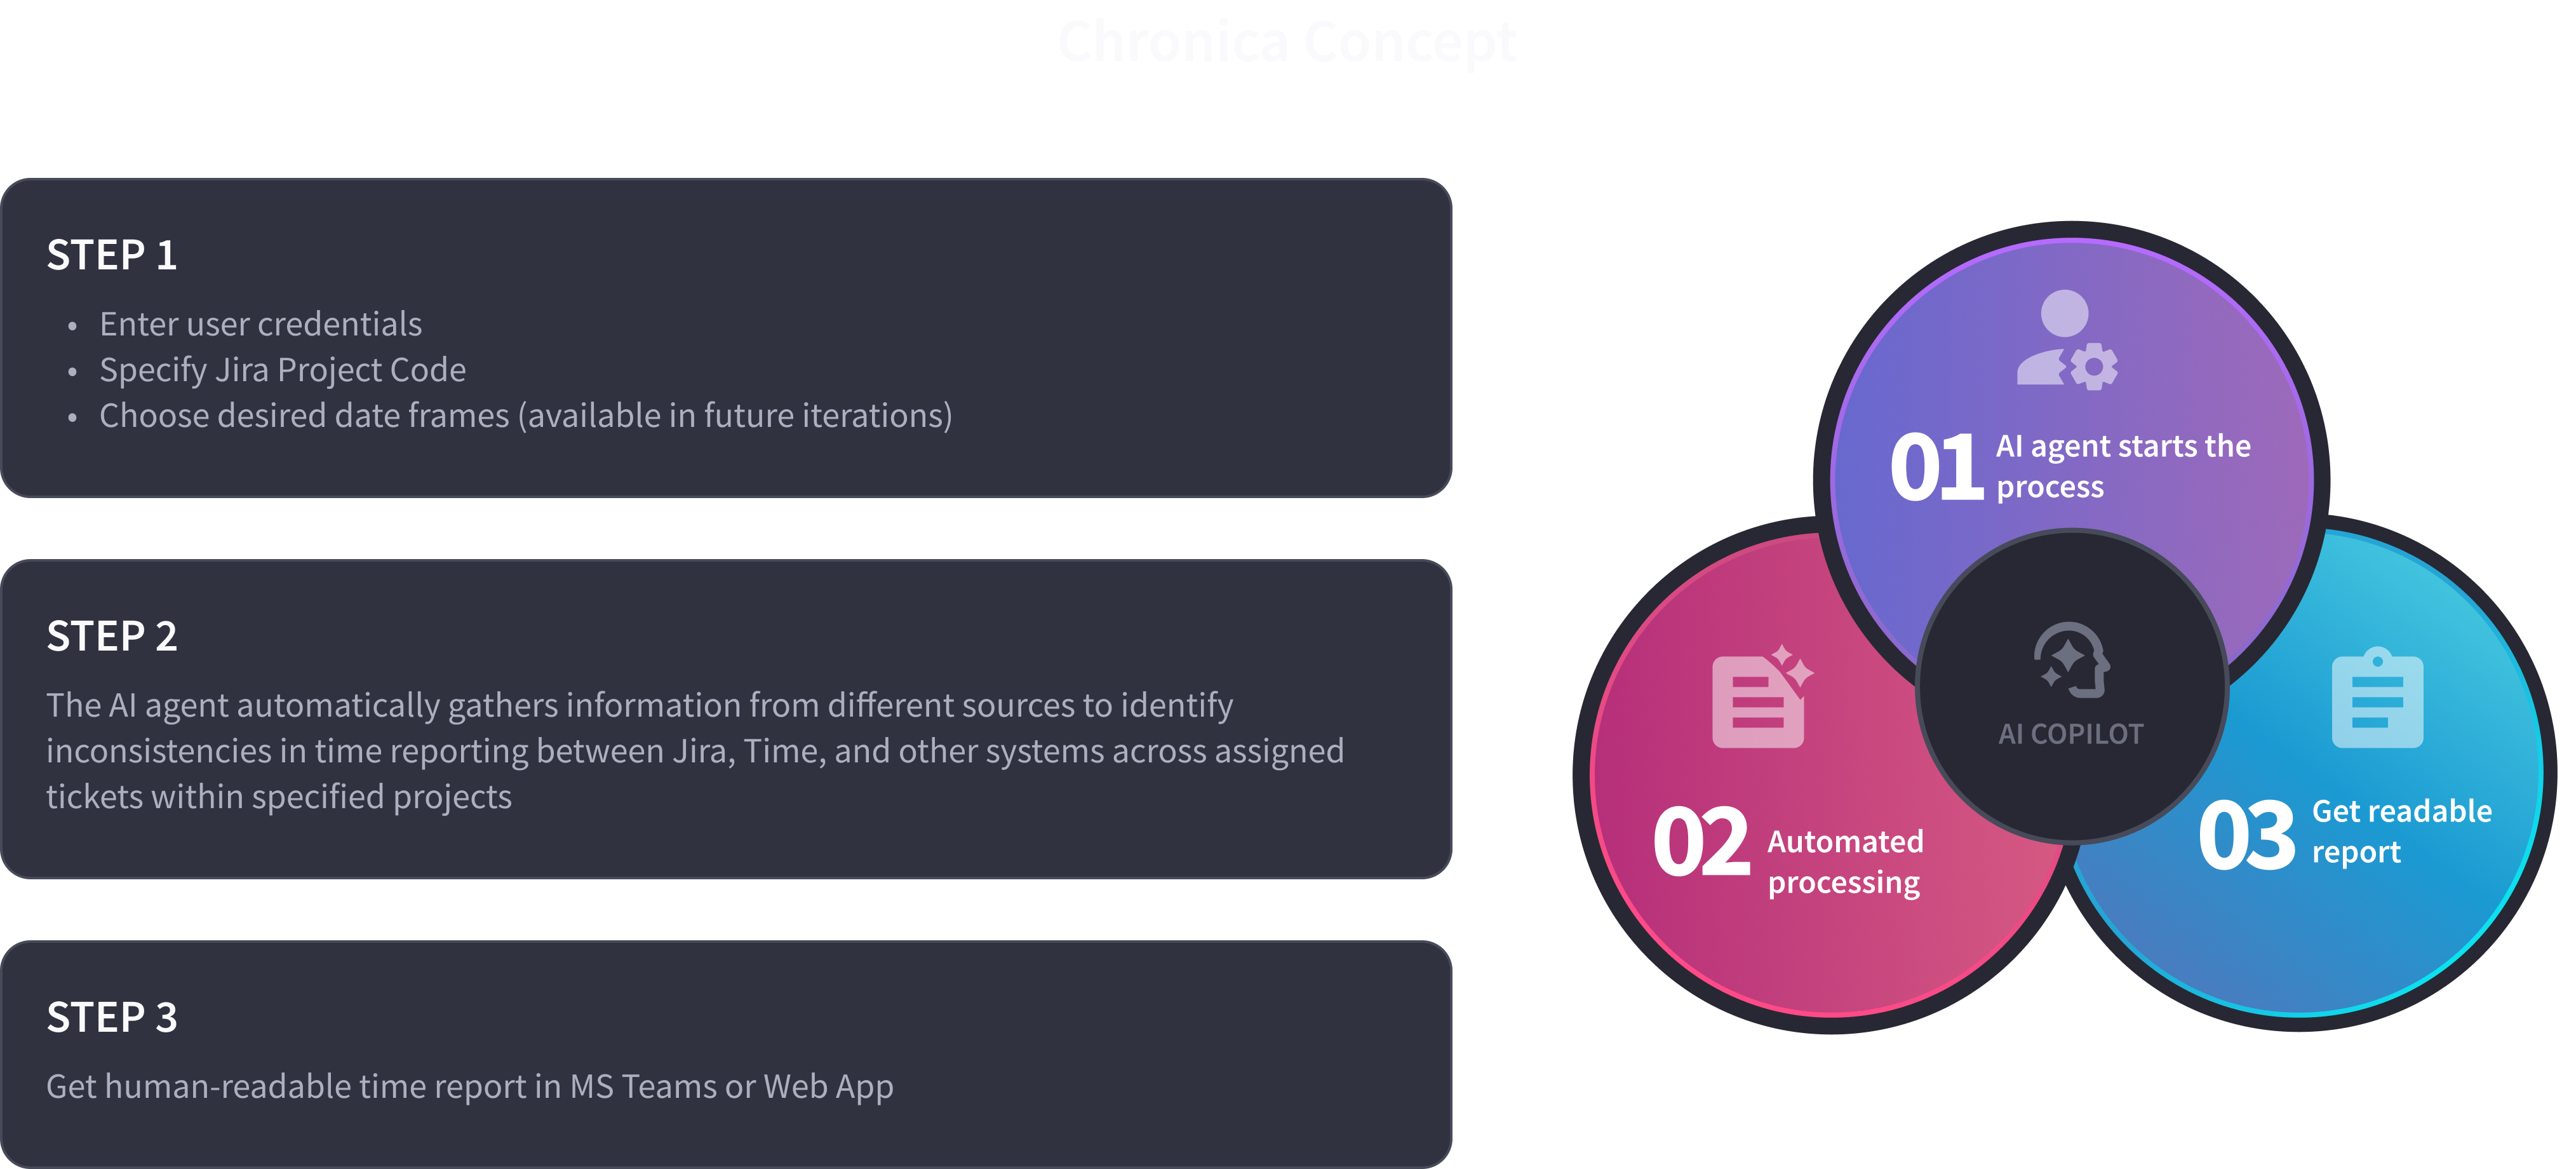 Chronica Concept
STEP 1
• Enter user credentials
• Specify Jira Project Code
• Choose desired date frames (available in future iterations)
STEP 2
The AI agent automatically gathers information from different sources to identify
inconsistencies in time reporting between Jira, Time, and other systems across assigned
tickets within specified projects
STEP 3
Get human-readable time report in MS Teams or Web App
01 AI agent starts the
process
AI COPILOT
02 Automated
processing
03 Get readable
report